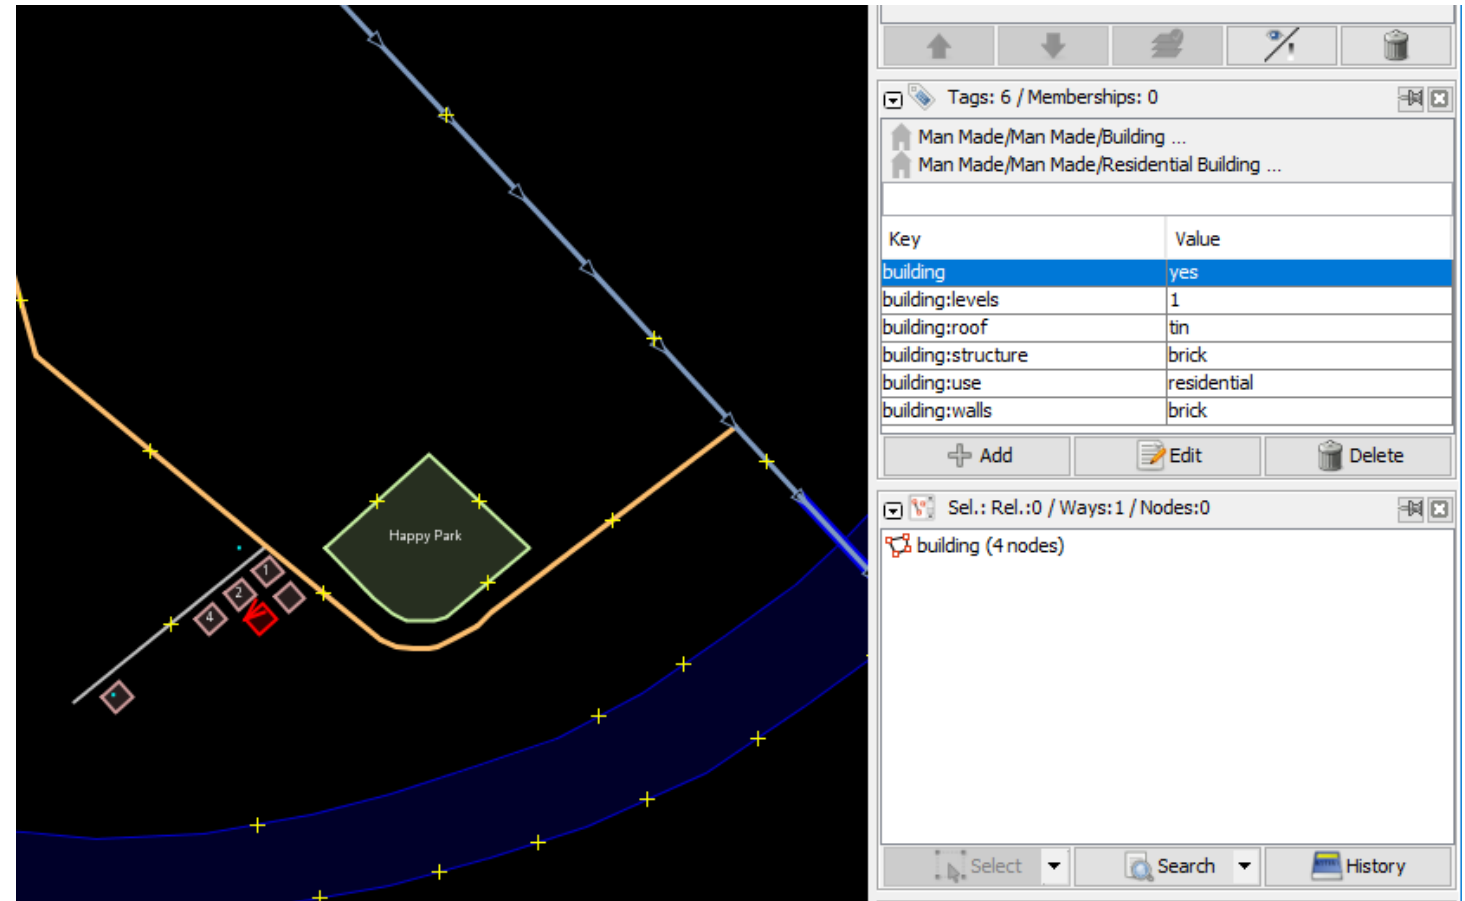 Tags: 6 / Memberships: 0
Man Made/Man Made/Building ...
Man Made/Man Made/Residential Building ...
Key Value
building yes
building:levels 1
building:roof tin
building:structure brick
building:use residential
building:walls brick
Add Edit Delete
Sel.: Rel.:0 / Ways:1 / Nodes:0
building (4 nodes)
Select Search History
Happy Park
1
2
4